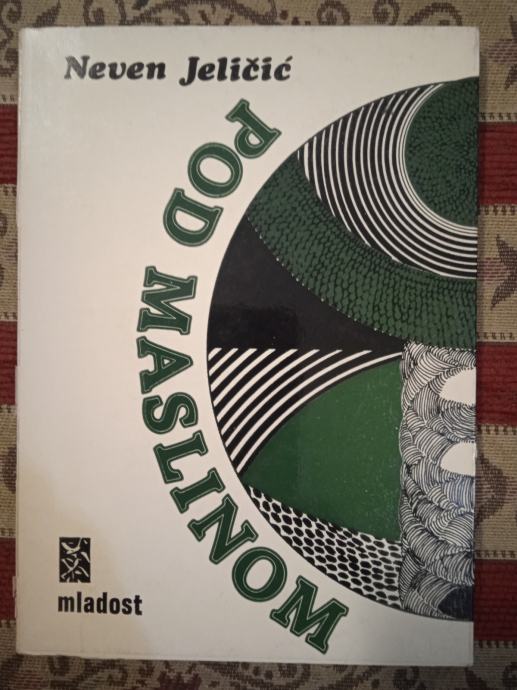 Neven Jeličić
POD MASLINOM
mladost